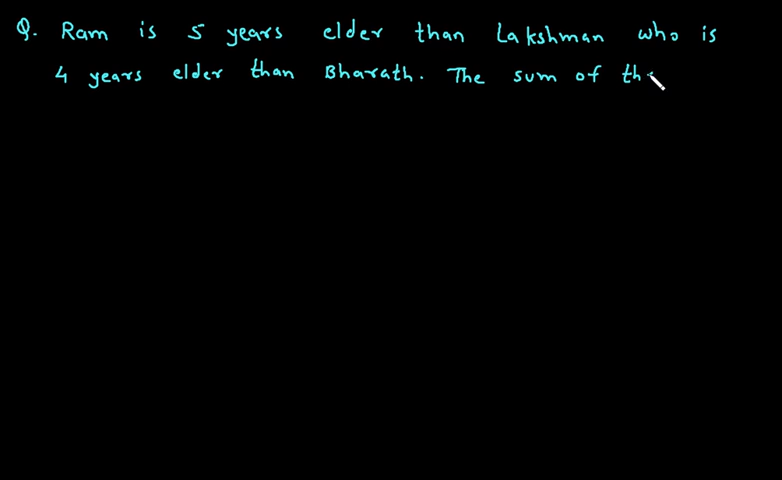 Q. Ram is 5 years elder than Lakshman who is
4 years elder than Bharath. The sum of